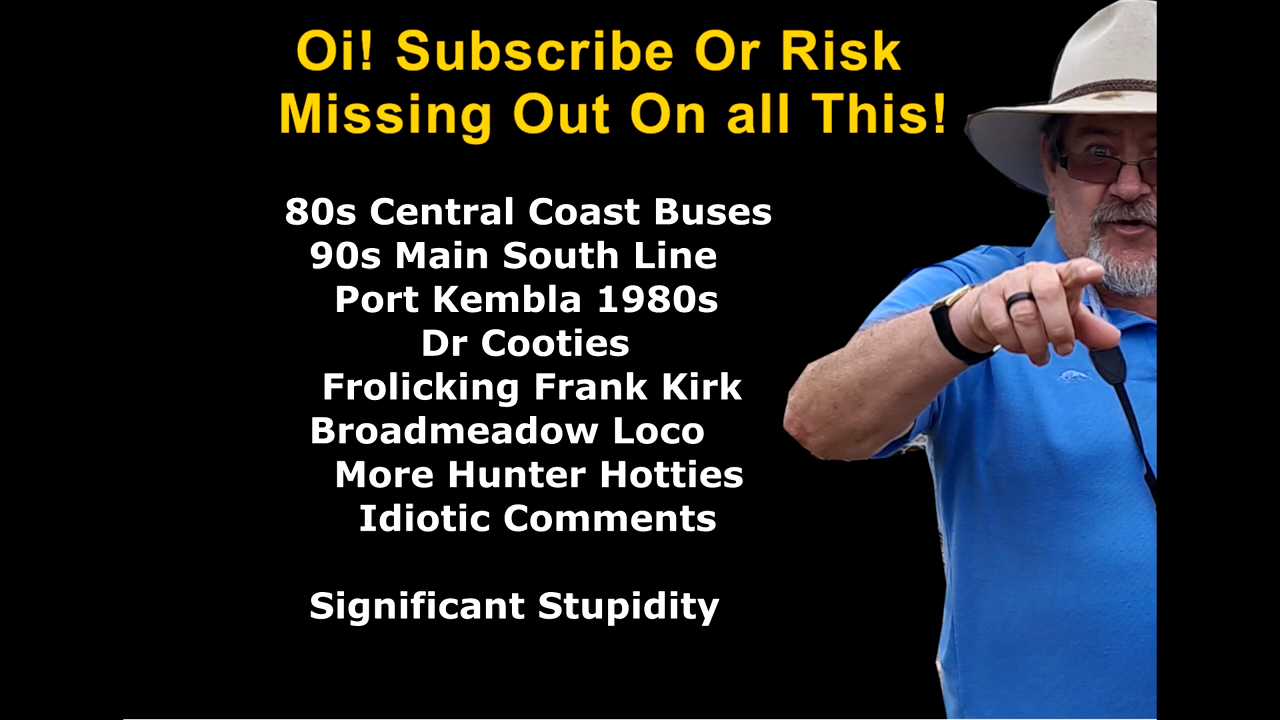 Oi! Subscribe Or Risk
Missing Out On all This!
80s Central Coast Buses
90s Main South Line
Port Kembla 1980s
Dr Cooties
Frolicking Frank Kirk
Broadmeadow Loco
More Hunter Hotties
Idiotic Comments
Significant Stupidity